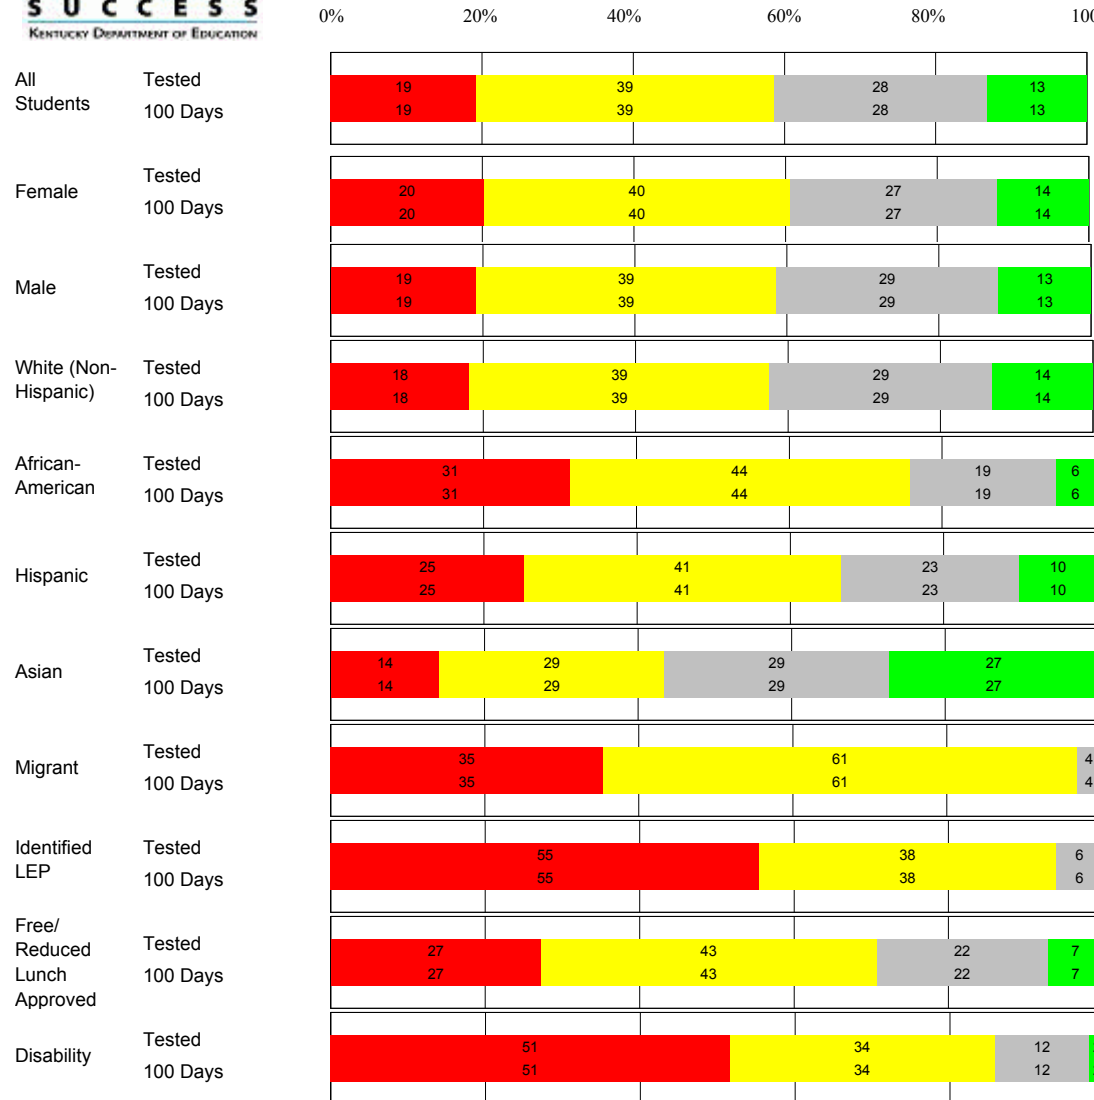 SUCCESS
KENTUCKY DEPARTMENT OF EDUCATION
0% 20% 40% 60% 80%
All Students Tested 19 39 28 13
100 Days 19 39 28 13
Female Tested 20 40 27 14
100 Days 20 40 27 14
Male Tested 19 39 29 13
100 Days 19 39 29 13
White (Non-Hispanic) Tested 18 39 29 14
100 Days 18 39 29 14
African-American Tested 31 44 19 6
100 Days 31 44 19 6
Hispanic Tested 25 41 23 10
100 Days 25 41 23 10
Asian Tested 14 29 29 27
100 Days 14 29 29 27
Migrant Tested 35 61 4
100 Days 35 61 4
Identified LEP Tested 55 38 6
100 Days 55 38 6
Free/
Reduced
Lunch
Approved
Tested 27 43 22 7
100 Days 27 43 22 7
Disability Tested 51 34 12
100 Days 51 34 12